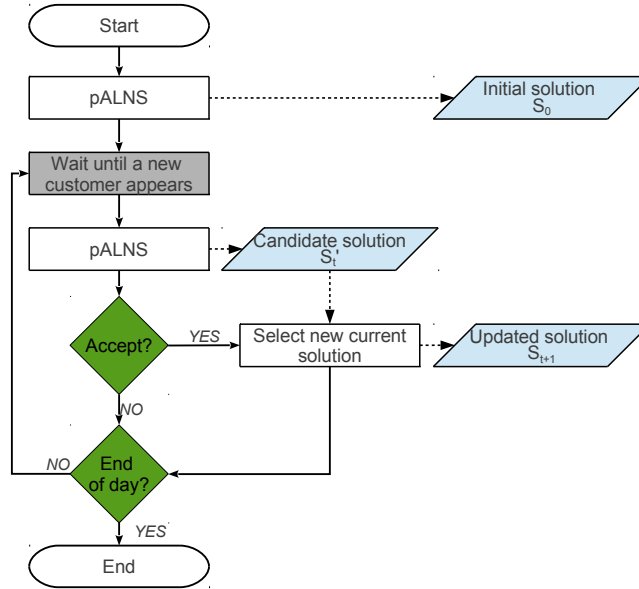 Start
pALNS
Initial solution
S0
Wait until a new
customer appears
pALNS
Candidate solution
St'
Accept?
YES
Select new current
solution
Updated solution
St+1
NO
End
of day?
NO
YES
End